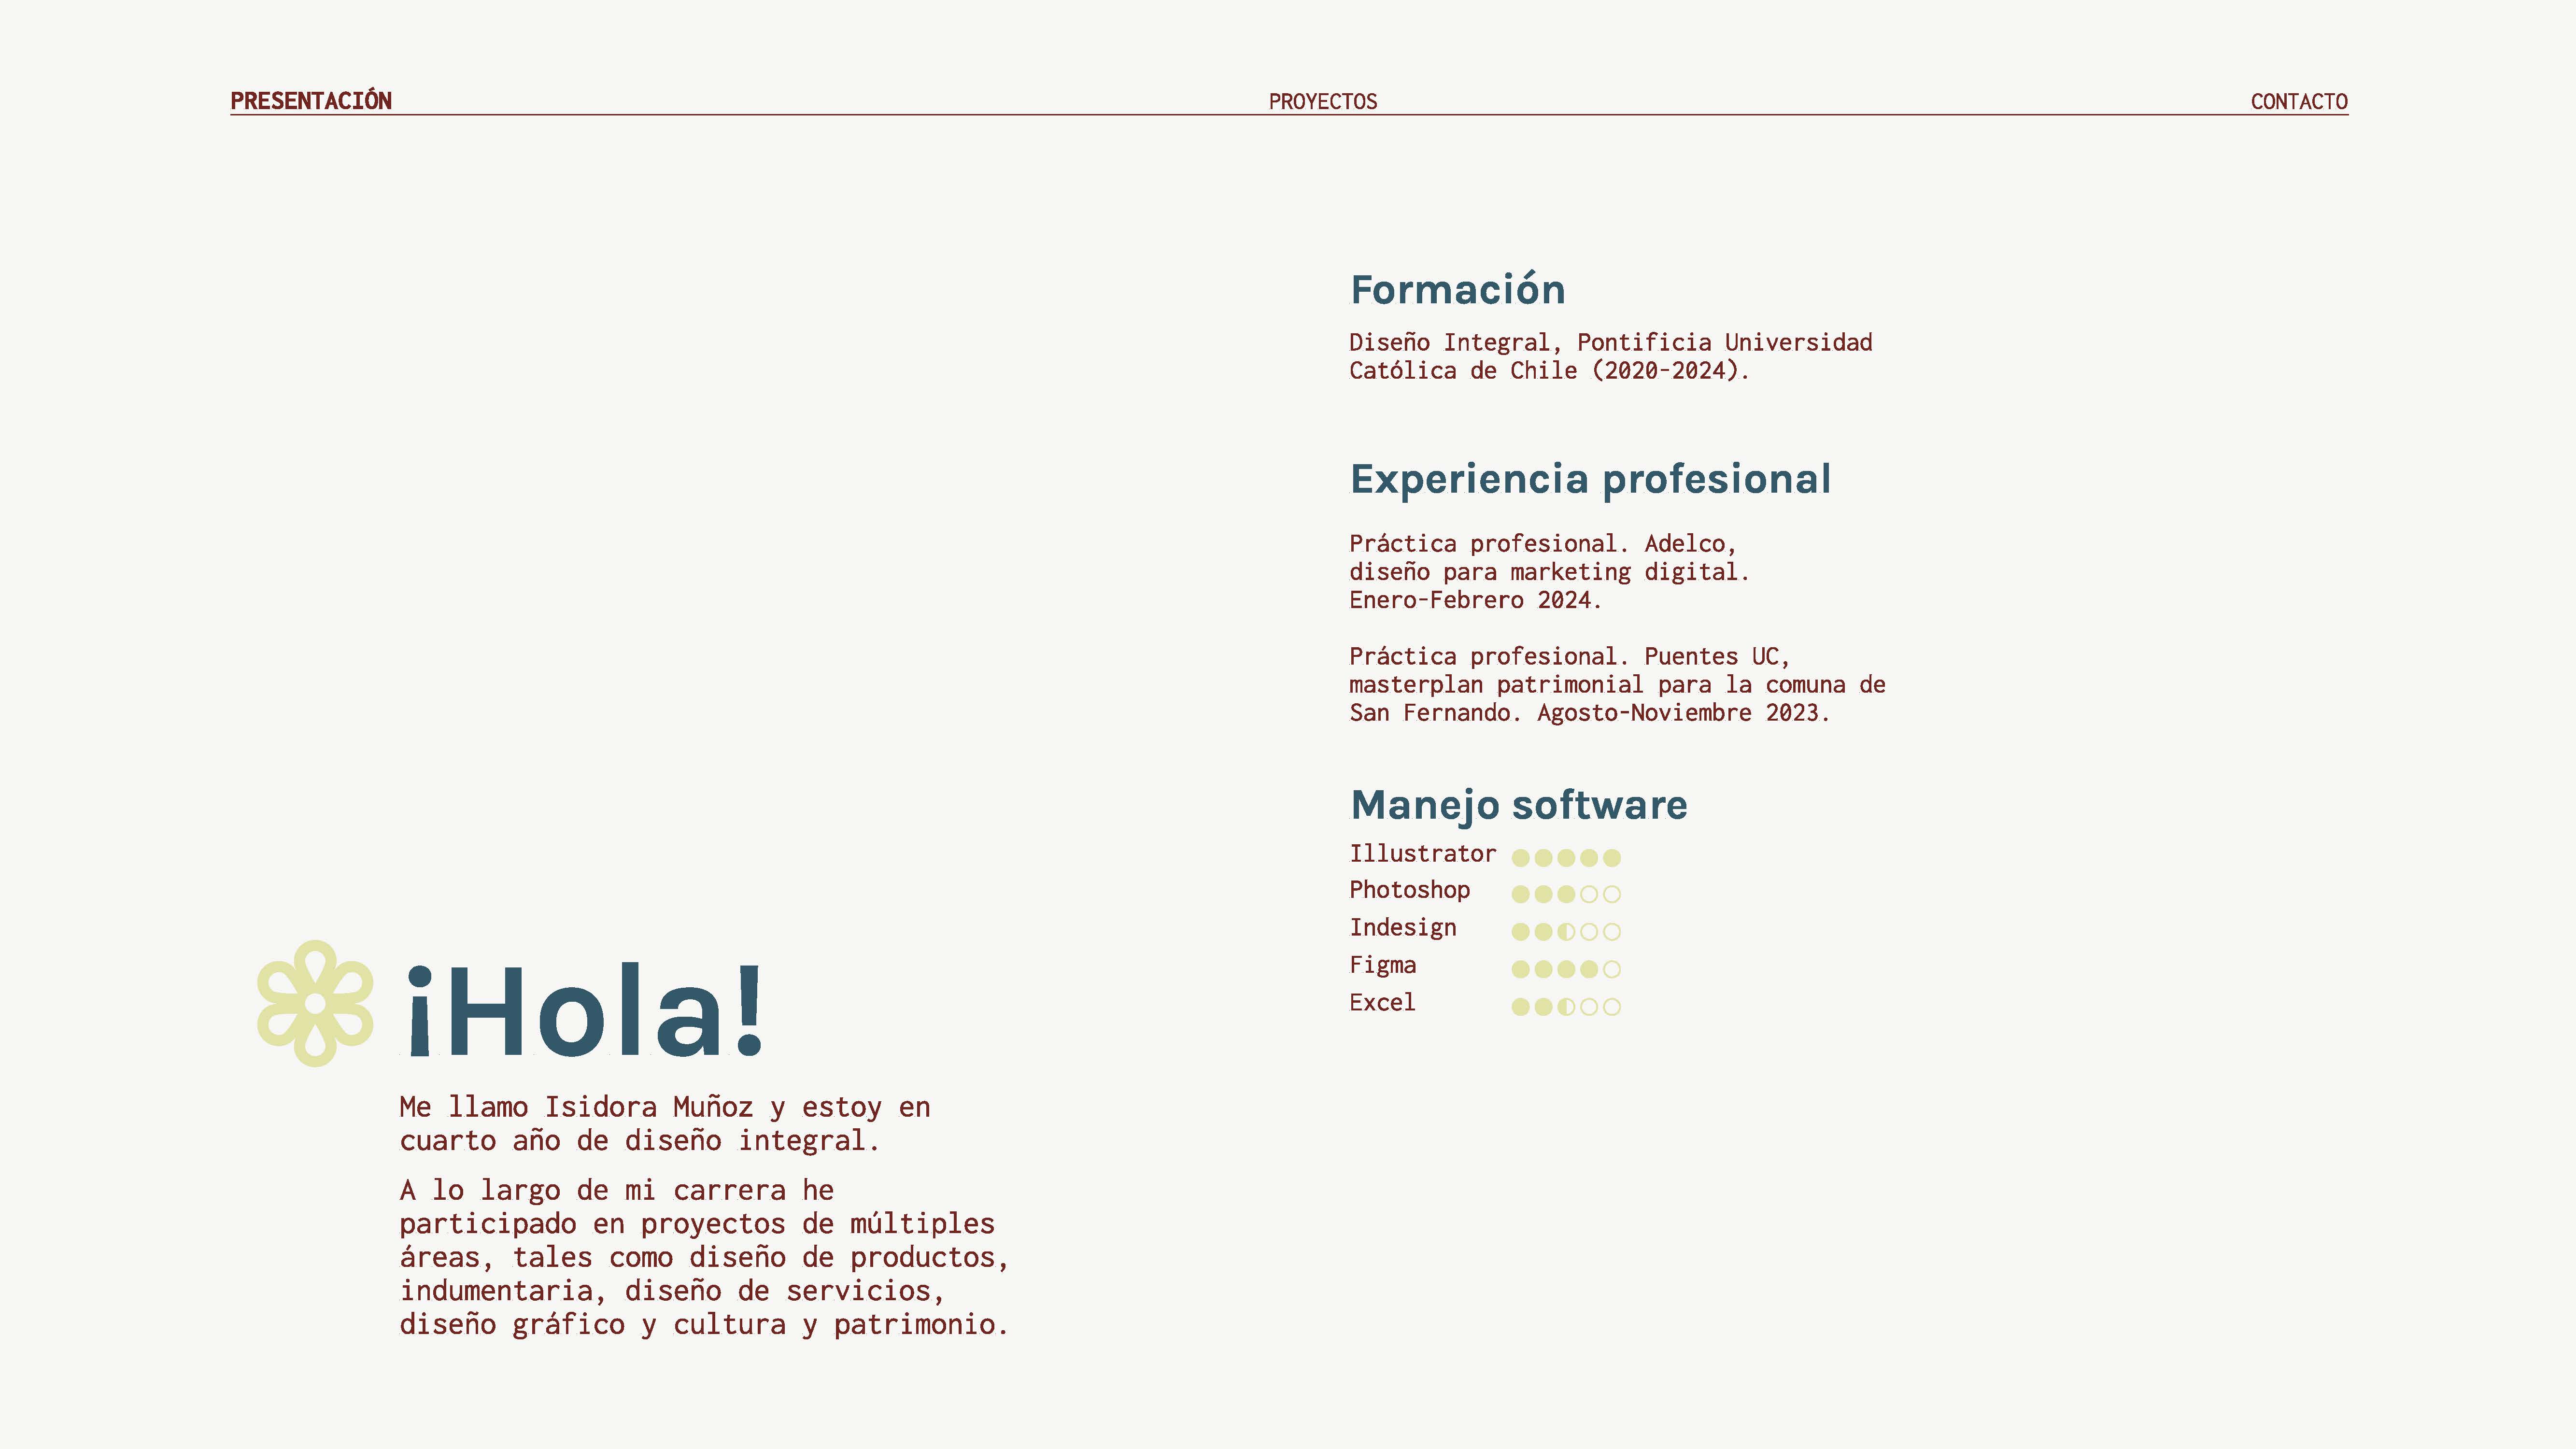 PRESENTACIÓN
PROYECTOS
CONTACTO
¡Hola!
Me llamo Isidora Muñoz y estoy en
cuarto año de diseño integral.
A lo largo de mi carrera he
participado en proyectos de múltiples
áreas, tales como diseño de productos,
indumentaria, diseño de servicios,
diseño gráfico y cultura y patrimonio.
Formación
Diseño Integral, Pontificia Universidad
Católica de Chile (2020-2024).
Experiencia profesional
Práctica profesional. Adelco,
diseño para marketing digital.
Enero-Febrero 2024.
Práctica profesional. Puentes UC,
masterplan patrimonial para la comuna de
San Fernando. Agosto-Noviembre 2023.
Manejo software
Illustrator
Photoshop
Indesign
Figma
Excel